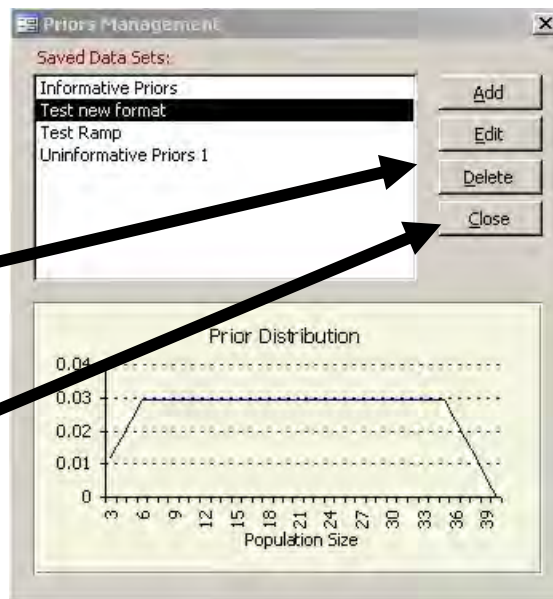 Priors Management
Saved Data Sets:
Informative Priors
Test new format
Test Ramp
Uninformative Priors 1
Add
Edit
Delete
Close
Prior Distribution
0.04
0.03
0.02
0.01
0
3 6 9 12 15 18 21 24 27 30 33 36 39
Population Size